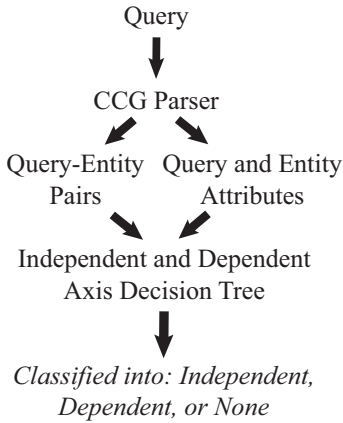 Query
CCG Parser
Query-Entity
Pairs
Query and Entity
Attributes
Independent and Dependent
Axis Decision Tree
Classified into: Independent,
Dependent, or None